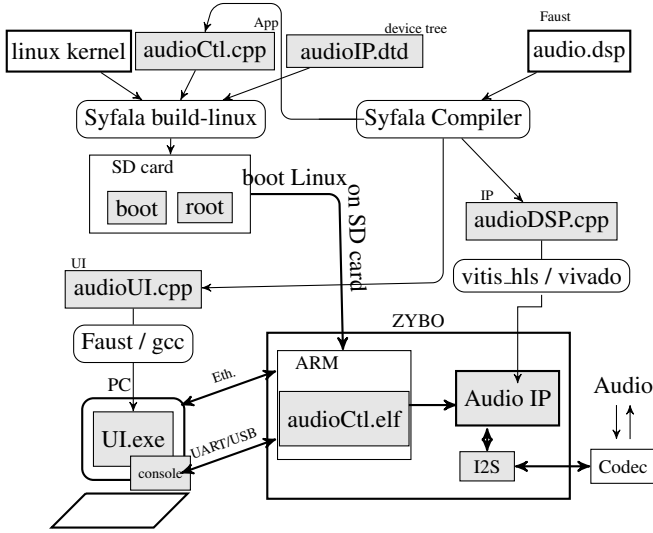 App
device tree
Faust
linux kernel
audioCtl.cpp
audioIP.dtd
audio.dsp
Syfala build-linux
Syfala Compiler
SD card
boot Linux
on SD card
boot
root
IP
audioDSP.cpp
UI
audioUI.cpp
vitis_hls / vivado
Faust / gcc
ZYBO
ARM
PC
Eth.
Audio
audioCtl.elf
Audio IP
UI.exe
UART/USB
console
I2S
Codec